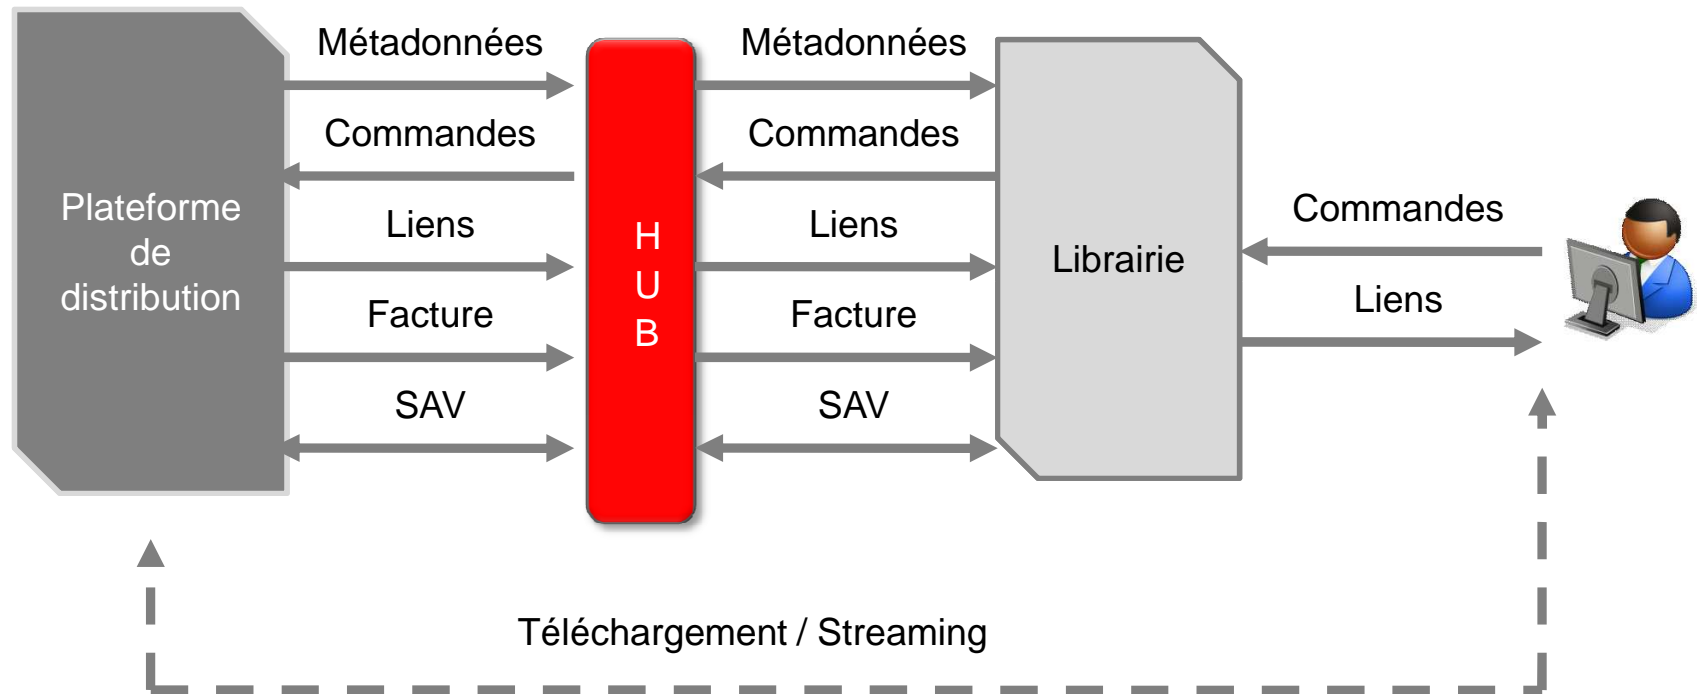 Métadonnées
Métadonnées
Commandes
Commandes
Plateforme
de
distribution
Liens
Liens
H
U
B
Librairie
Commandes
Liens
Facture
Facture
SAV
SAV
Téléchargement / Streaming